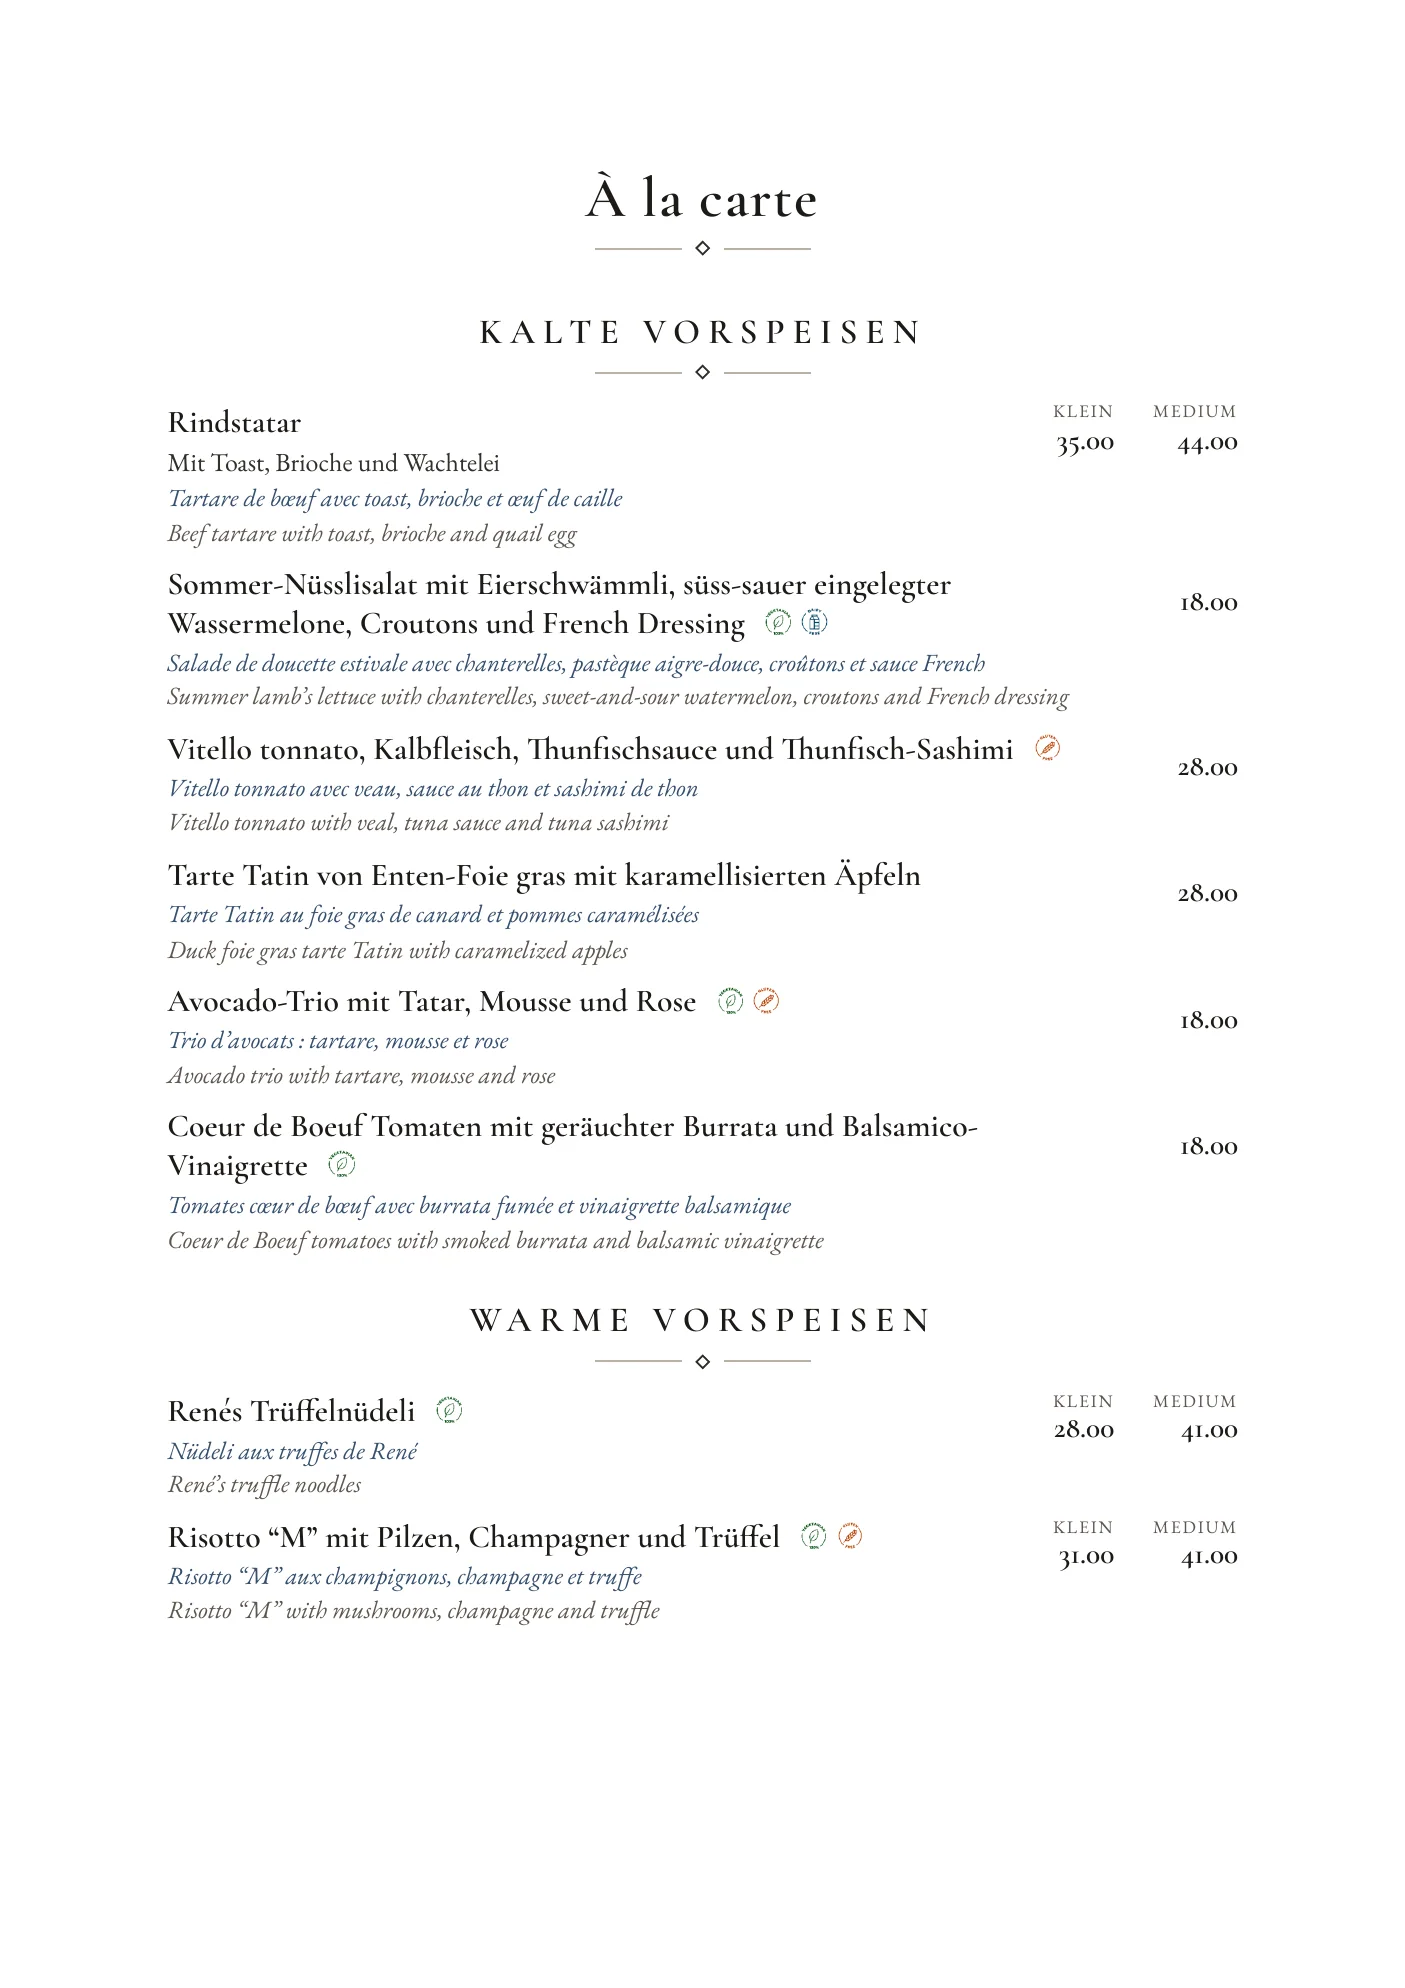 À la carte
KALTE VORSPEISEN
Rindstatar
KLEIN MEDIUM
35.00 44.00
Mit Toast, Brioche und Wachtelei
Tartare de bœuf avec toast, brioche et œuf de caille
Beef tartare with toast, brioche and quail egg
Sommer-Nüsslisalat mit Eierschwämmli, süss-sauer eingelegter
Wassermelone, Croutons und French Dressing
18.00
Salade de doucette estivale avec chanterelles, pastèque aigre-douce, croûtons et sauce French
Summer lamb’s lettuce with chanterelles, sweet-and-sour watermelon, croutons and French dressing
Vitello tonnato, Kalbfleisch, Thunfischsauce und Thunfisch-Sashimi
28.00
Vitello tonnato avec veau, sauce au thon et sashimi de thon
Vitello tonnato with veal, tuna sauce and tuna sashimi
Tarte Tatin von Enten-Foie gras mit karamellisierten Äpfeln
28.00
Tarte Tatin au foie gras de canard et pommes caramélisées
Duck foie gras tarte Tatin with caramelized apples
Avocado-Trio mit Tatar, Mousse und Rose
18.00
Trio d’avocats : tartare, mousse et rose
Avocado trio with tartare, mousse and rose
Coeur de Boeuf Tomaten mit geräuchter Burrata und Balsamico-
Vinaigrette
18.00
Tomates cœur de bœuf avec burrata fumée et vinaigrette balsamique
Coeur de Boeuf tomatoes with smoked burrata and balsamic vinaigrette
WARME VORSPEISEN
Renés Trüffelnüdeli
KLEIN MEDIUM
28.00 41.00
Nüdeli aux truffes de René
René’s truffle noodles
Risotto “M” mit Pilzen, Champagner und Trüffel
KLEIN MEDIUM
31.00 41.00
Risotto “M” aux champignons, champagne et truffe
Risotto “M” with mushrooms, champagne and truffle